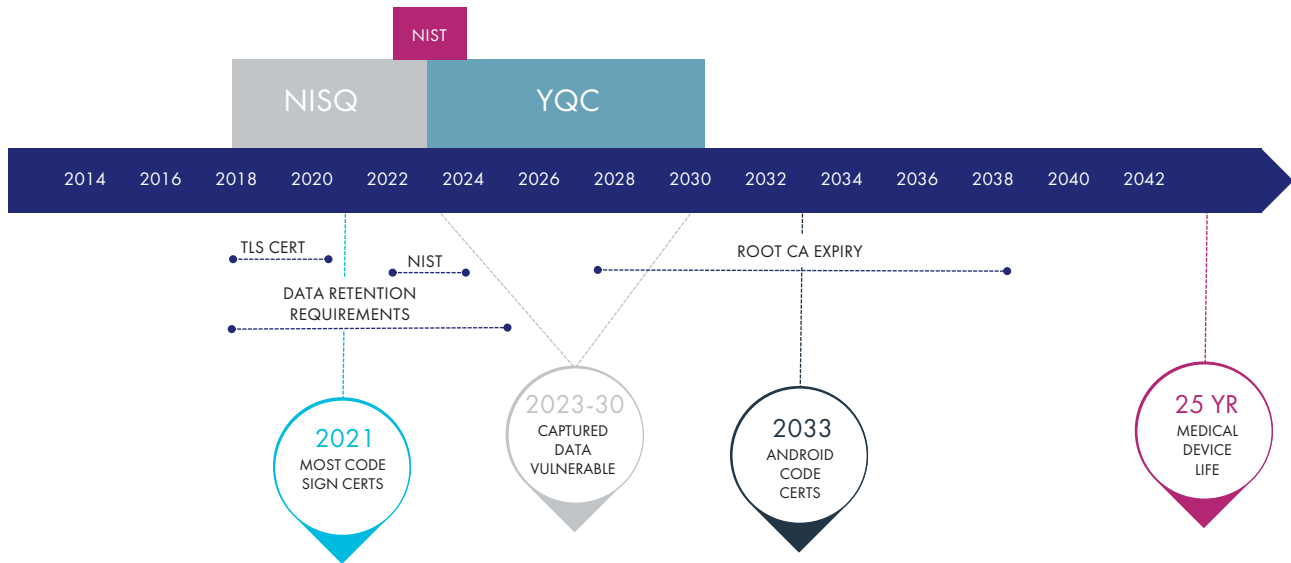 NIST
NISQ
YQC
2014 2016 2018 2020 2022 2024 2026 2028 2030 2032 2034 2036 2038 2040 2042
TLS CERT
NIST
ROOT CA EXPIRY
DATA RETENTION
REQUIREMENTS
2021
MOST CODE
SIGN CERTS
2023-30
CAPTURED
DATA
VULNERABLE
2033
ANDROID
CODE
CERTS
25 YR
MEDICAL
DEVICE
LIFE